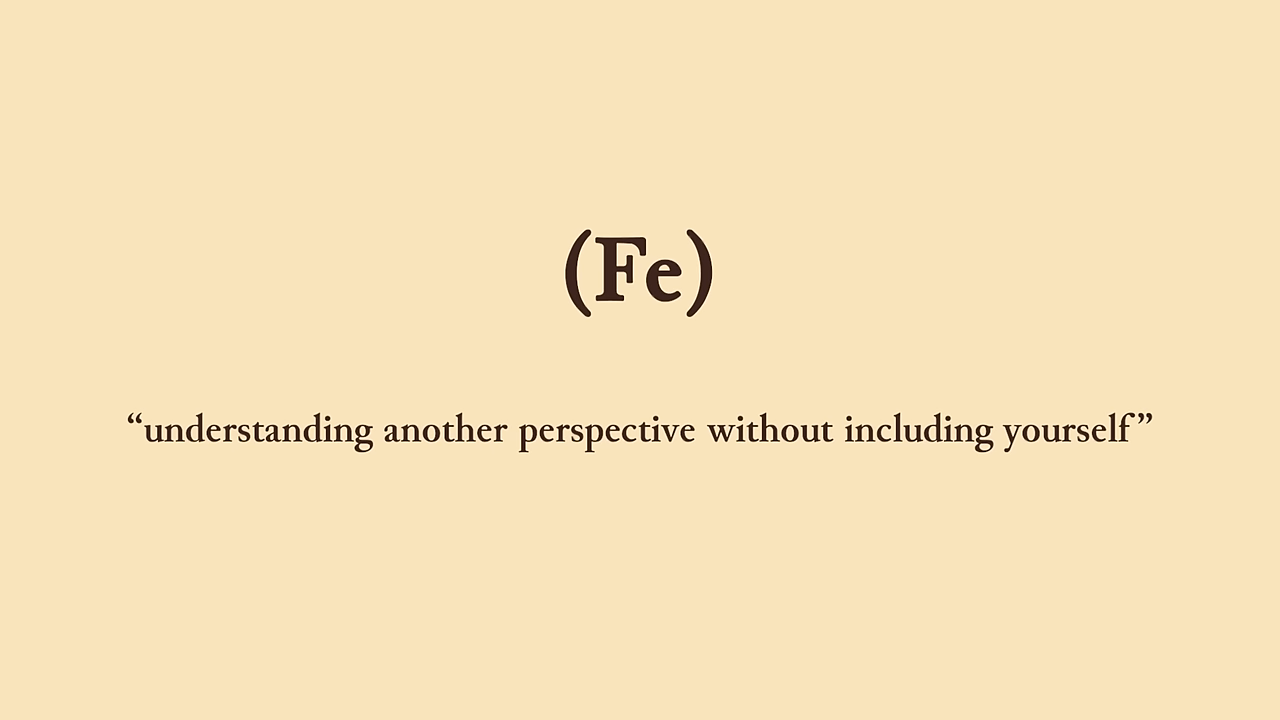 (Fe)
“understanding another perspective without including yourself”